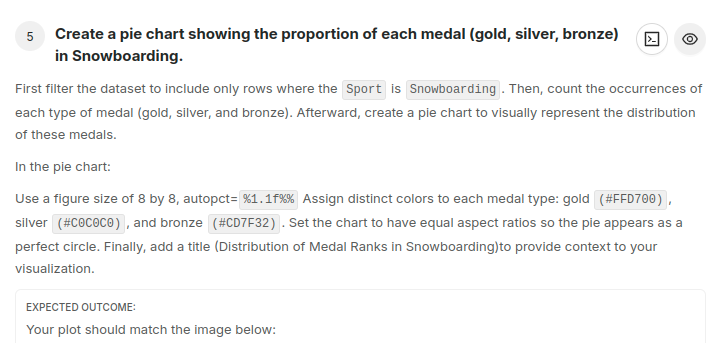 5
Create a pie chart showing the proportion of each medal (gold, silver, bronze)
in Snowboarding.
First filter the dataset to include only rows where the Sport is Snowboarding. Then, count the occurrences of
each type of medal (gold, silver, and bronze). Afterward, create a pie chart to visually represent the distribution
of these medals.
In the pie chart:
Use a figure size of 8 by 8, autopct= %1.1f%% Assign distinct colors to each medal type: gold (#FFD700),
silver (#C0C0C0), and bronze (#CD7F32). Set the chart to have equal aspect ratios so the pie appears as a
perfect circle. Finally, add a title (Distribution of Medal Ranks in Snowboarding)to provide context to your
visualization.
EXPECTED OUTCOME:
Your plot should match the image below: